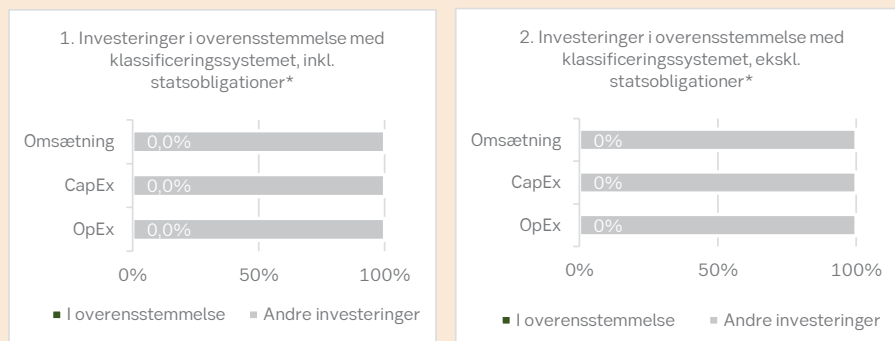 1. Investeringer i overensstemmelse med
klassificeringssystemet, inkl.
statsobligationer*
Omsætning
0,0%
CapEx
0,0%
OpEx
0,0%
0%
50%
100%
I overensstemmelse
Andre investeringer
2. Investeringer i overensstemmelse med
klassificeringssystemet, ekskl.
statsobligationer*
Omsætning
0%
CapEx
0%
OpEx
0%
0%
50%
100%
I overensstemmelse
Andre investeringer